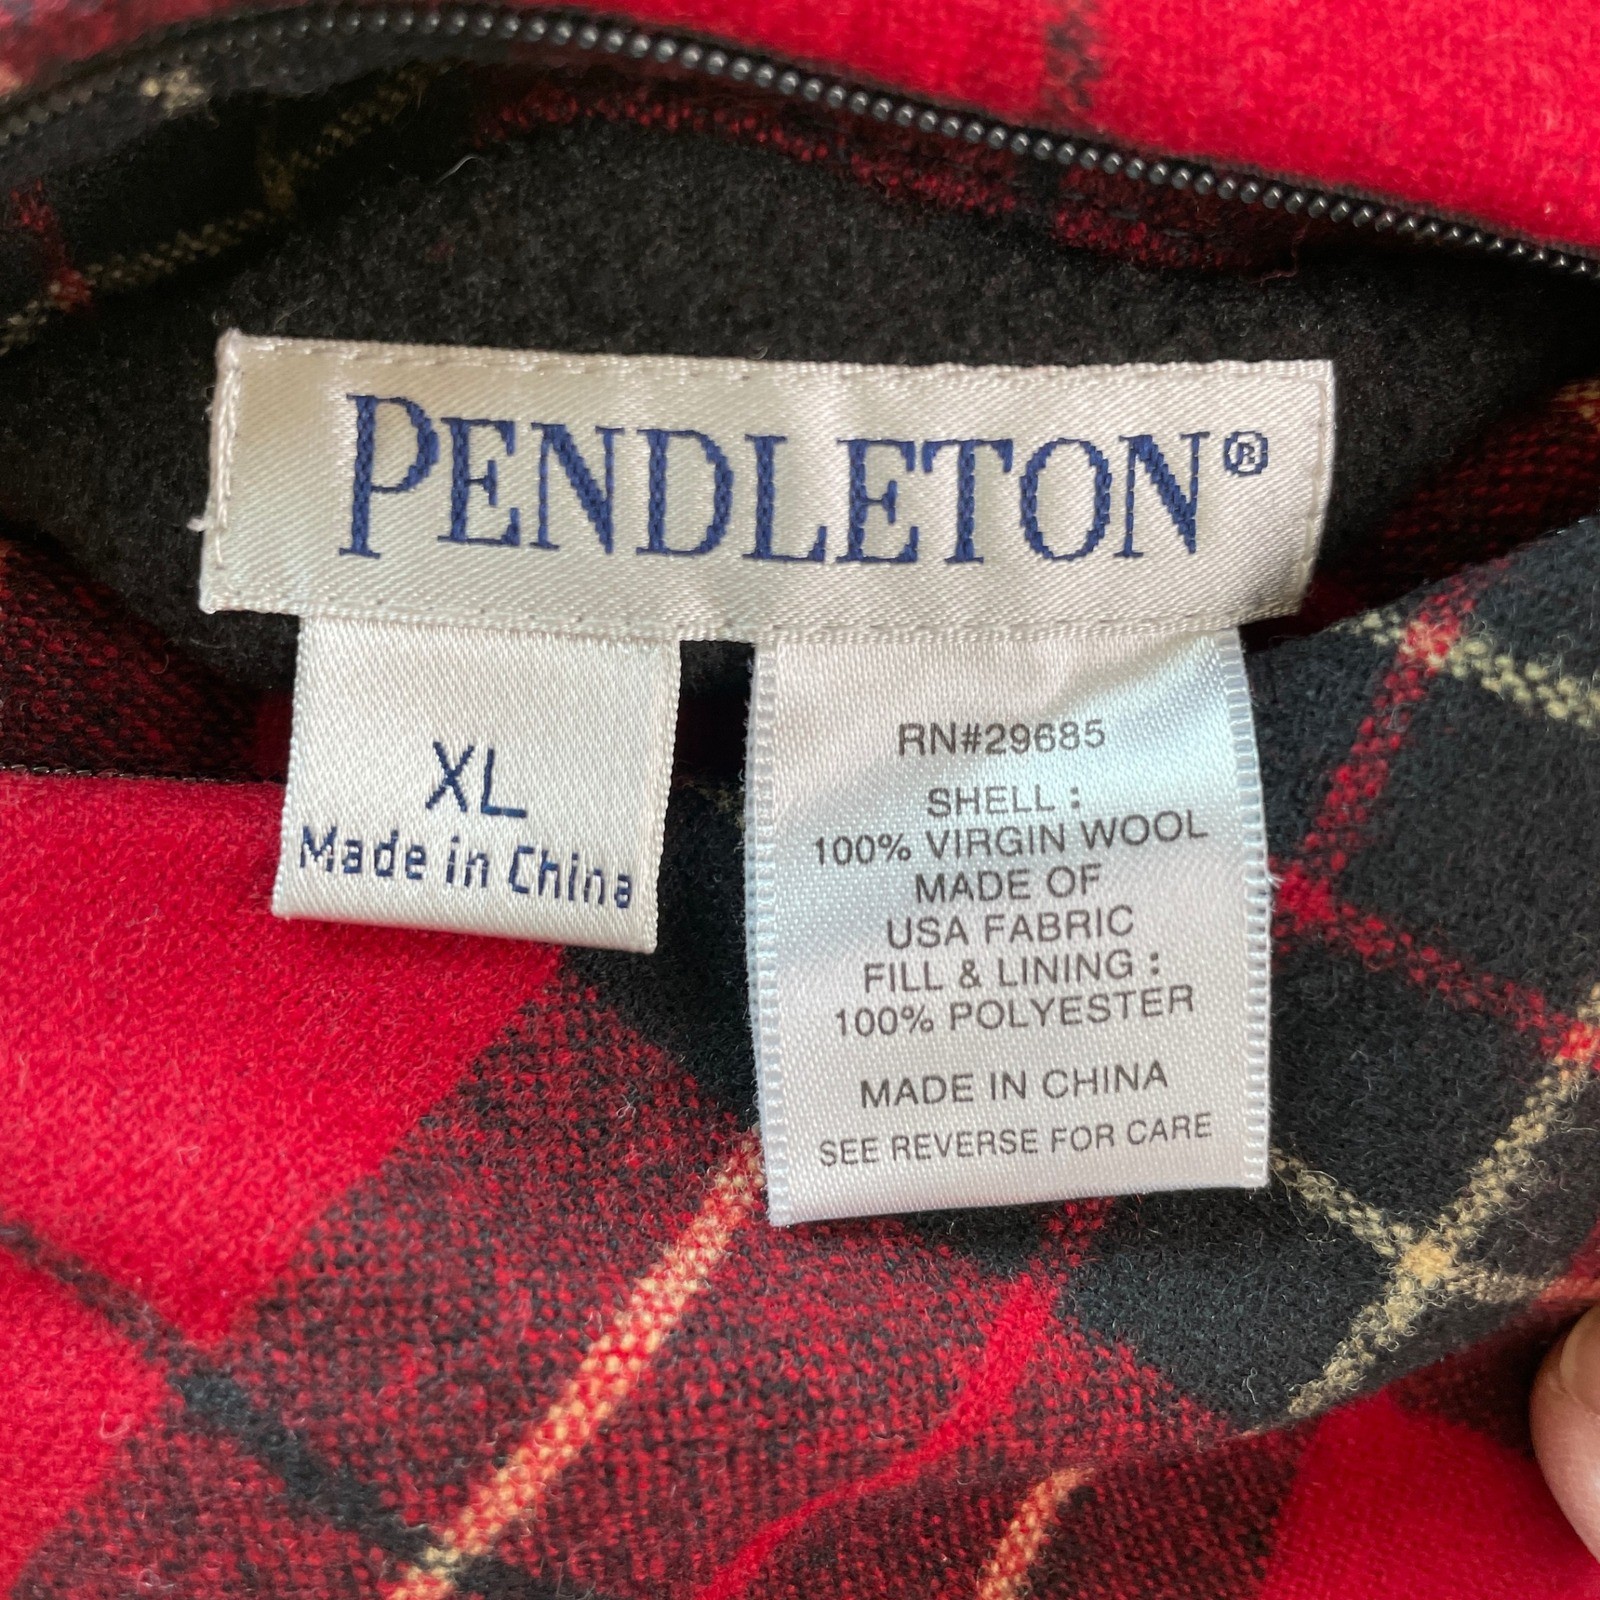 PENDLETON®
XL
Made in China
RN#29685
SHELL :
100% VIRGIN WOOL
MADE OF
USA FABRIC
FILL & LINING :
100% POLYESTER
MADE IN CHINA
SEE REVERSE FOR CARE